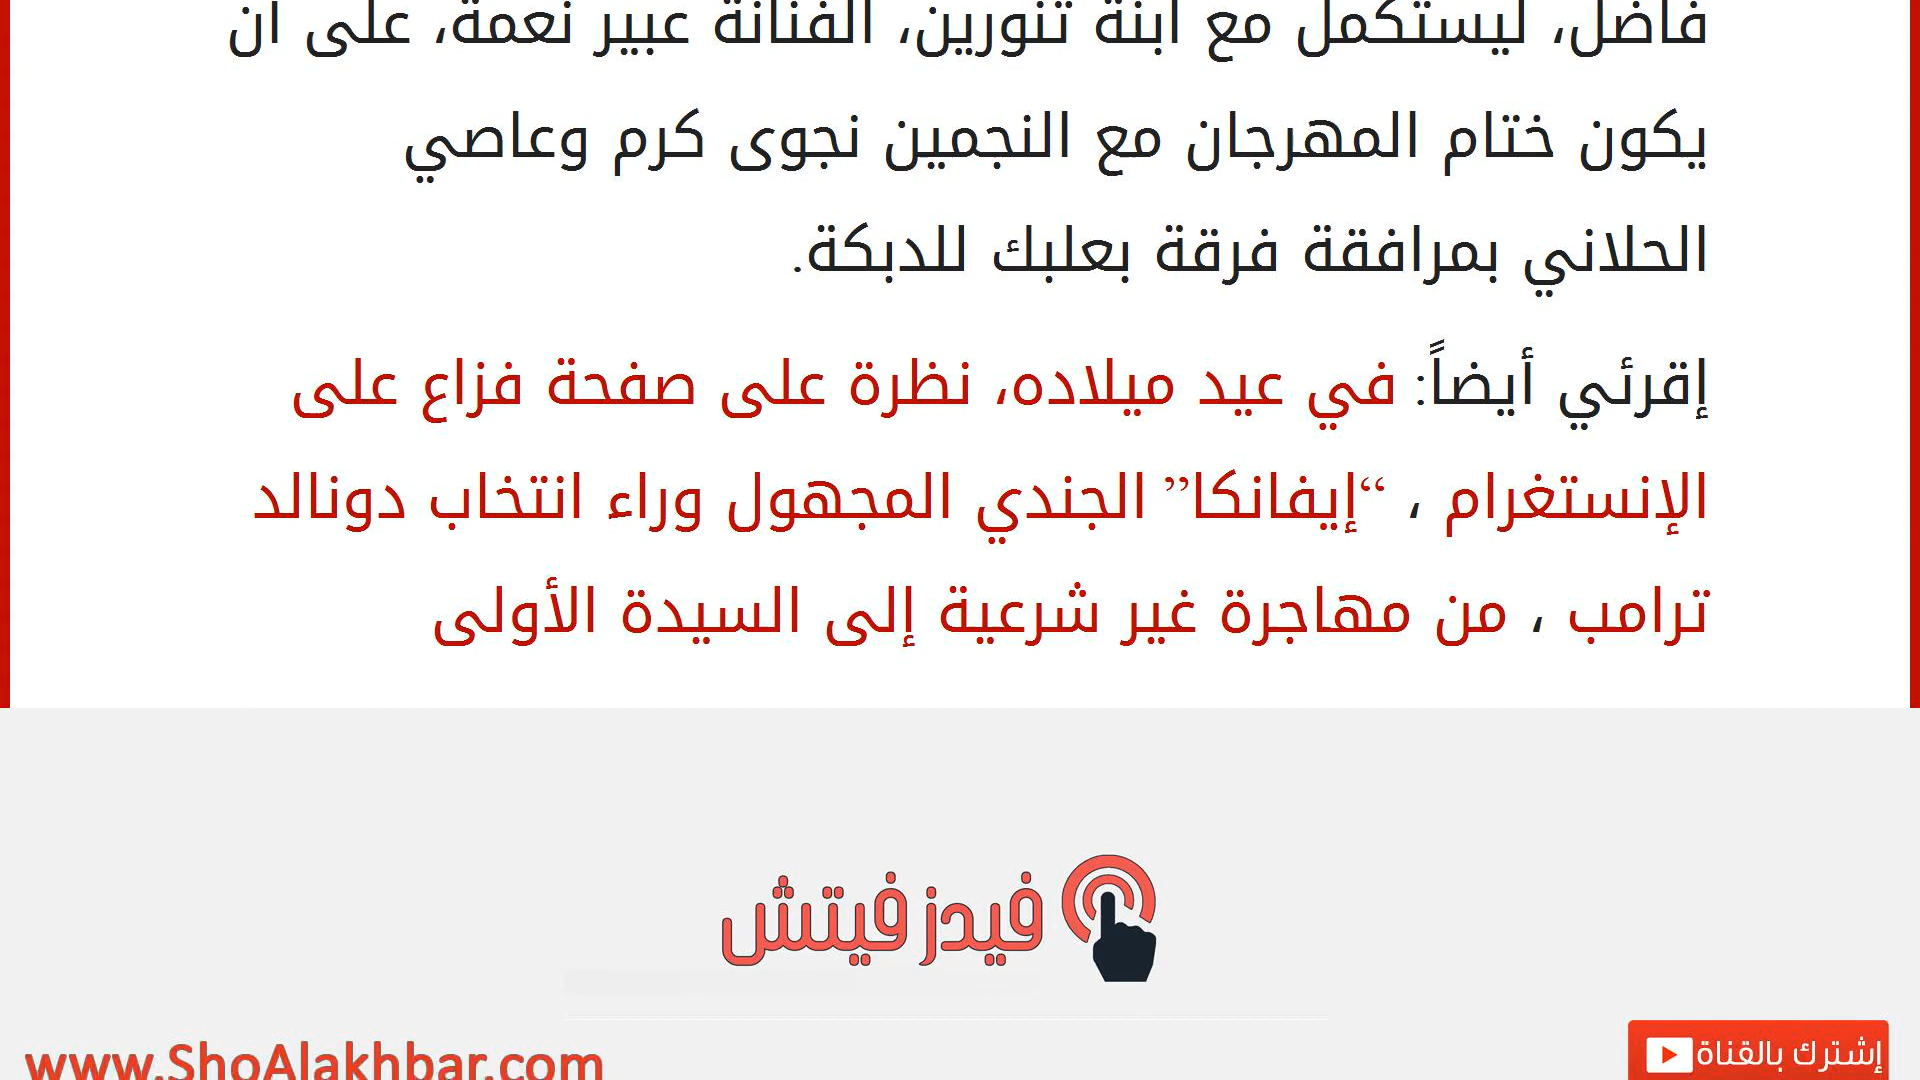 فاضل، ليستكمل مع ابنة تنورين، الفنانة عبير نعمة، على أن
يكون ختام المهرجان مع النجمين نجوى كرم وعاصي
الحلاني بمرافقة فرقة بعلبك للدبكة.
إقرئي أيضاً: في عيد ميلاده، نظرة على صفحة فزاع على
الإنستغرام ، “إيفانكا” الجندي المجهول وراء انتخاب دونالد
ترامب ، من مهاجرة غير شرعية إلى السيدة الأولى
فيدز فيتش
www.ShoAlakhbar.com
إشترك بالقناة